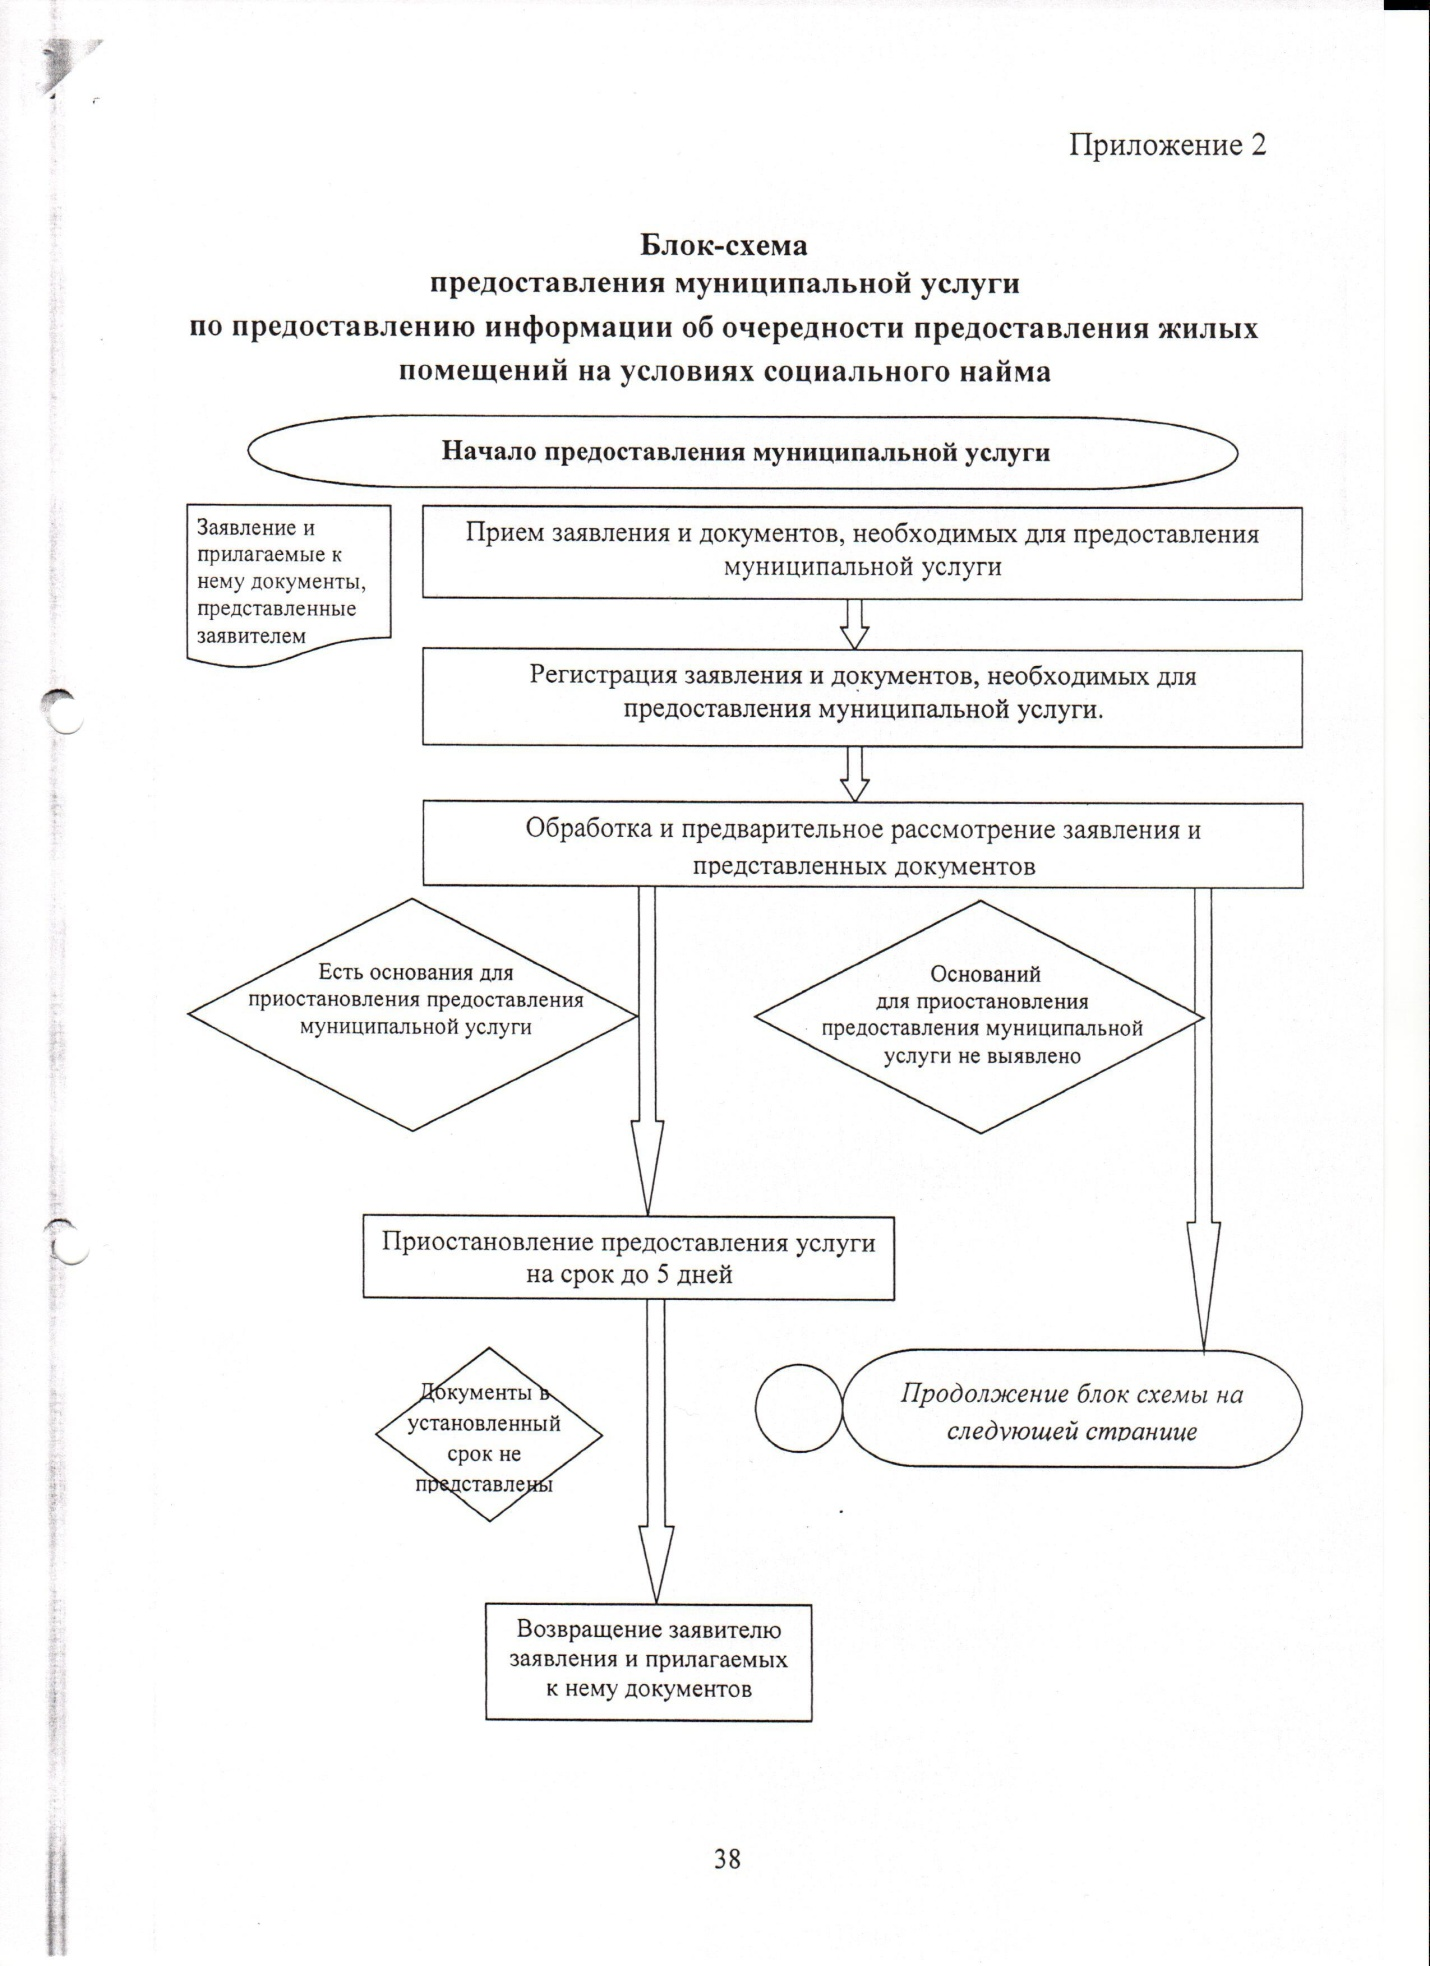 Приложение 2
Блок-схема
предоставления муниципальной услуги
по предоставлению информации об очередности предоставления жилых
помещений на условиях социального найма
Начало предоставления муниципальной услуги
Заявление и
прилагаемые к
нему документы,
представленные
заявителем
Прием заявления и документов, необходимых для предоставления
муниципальной услуги
Регистрация заявления и документов, необходимых для
предоставления муниципальной услуги.
Обработка и предварительное рассмотрение заявления и
представленных документов
Есть основания для
приостановления предоставления
муниципальной услуги
Оснований
для приостановления
предоставления муниципальной
услуги не выявлено
Приостановление предоставления услуги
на срок до 5 дней
Документы в
установленный
срок не
представлены
Продолжение блок схемы на
следующей странице
Возвращение заявителю
заявления и прилагаемых
к нему документов
38